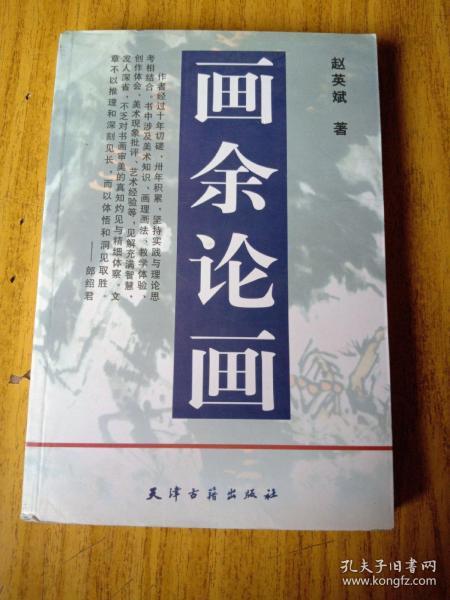 赵英斌 著
画余论画
作者经过十年切磋，卅年积累，坚持实践与理论思
考相结合。书中涉及美术知识、画理画法、教学体验、
创作体会、美术现象批评、艺术经验等，见解充满智慧，
发人深省，不乏对书画审美的真知灼见与精细体察。文
章不以推理和深刻见长，而以体悟和洞见取胜。
——郎绍君
天津古籍出版社
孔夫子旧书网
www.kongfz.com